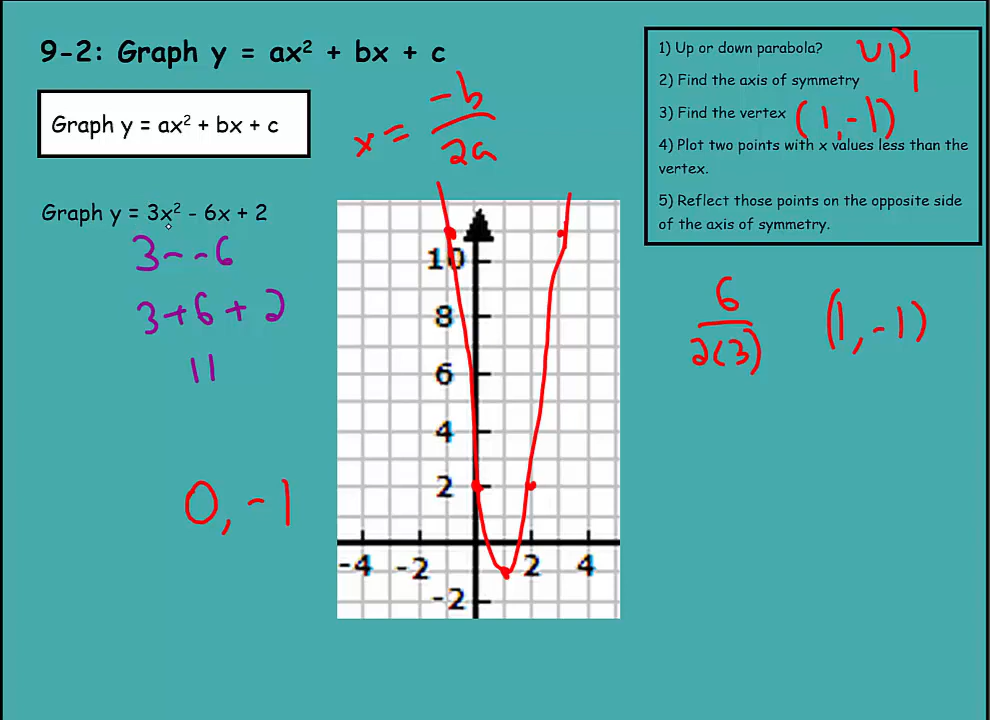 9-2: Graph y = ax² + bx + c
Graph y = ax² + bx + c
x = -b / 2a
1) Up or down parabola? up
2) Find the axis of symmetry 1
3) Find the vertex (1, -1)
4) Plot two points with x values less than the
vertex.
5) Reflect those points on the opposite side
of the axis of symmetry.
Graph y = 3x² - 6x + 2
3 - -6
3 + 6 + 2
11
0, -1
10
8
6
4
2
-4 -2 2 4
-2
6 / 2(3) (1, -1)